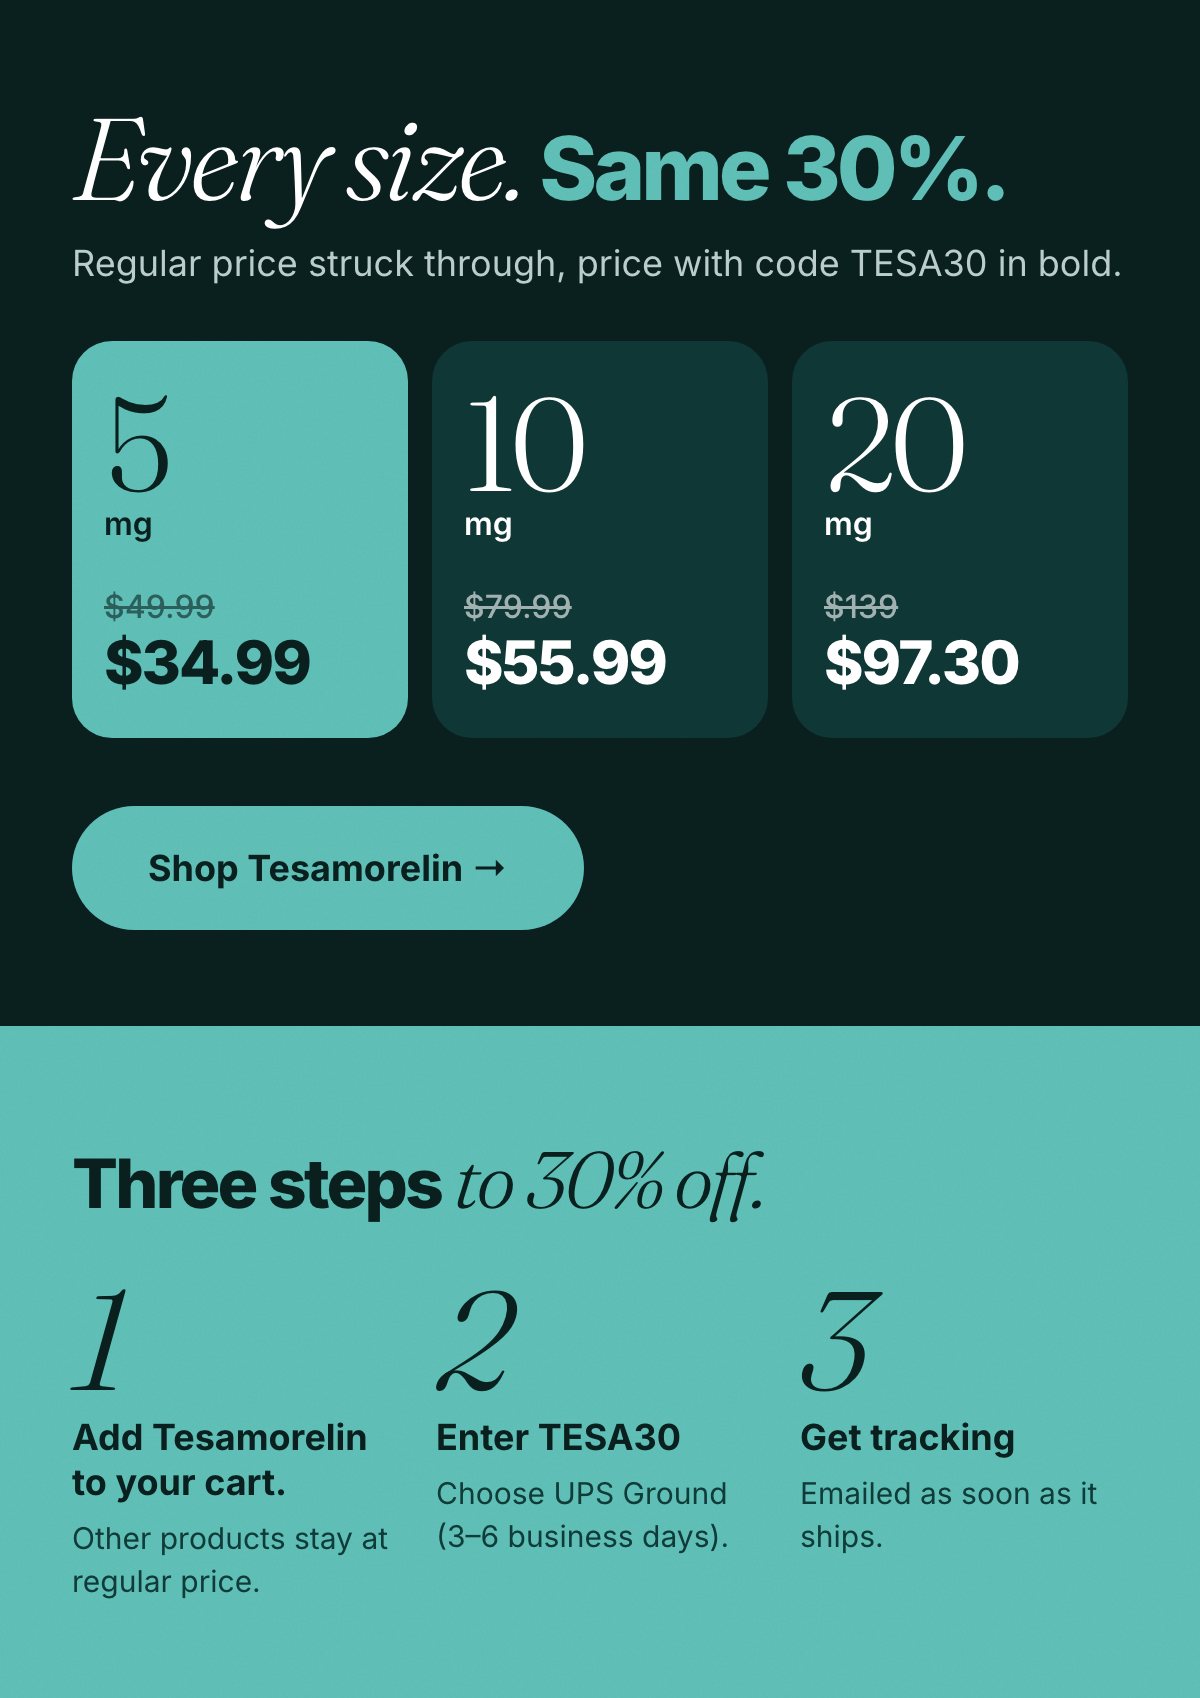 Every size. Same 30%.
Regular price struck through, price with code TESA30 in bold.
5
mg
$49.99
$34.99
10
mg
$79.99
$55.99
20
mg
$139
$97.30
Shop Tesamorelin →
Three steps to 30% off.
1
Add Tesamorelin
to your cart.
Other products stay at
regular price.
2
Enter TESA30
Choose UPS Ground
(3–6 business days).
3
Get tracking
Emailed as soon as it
ships.